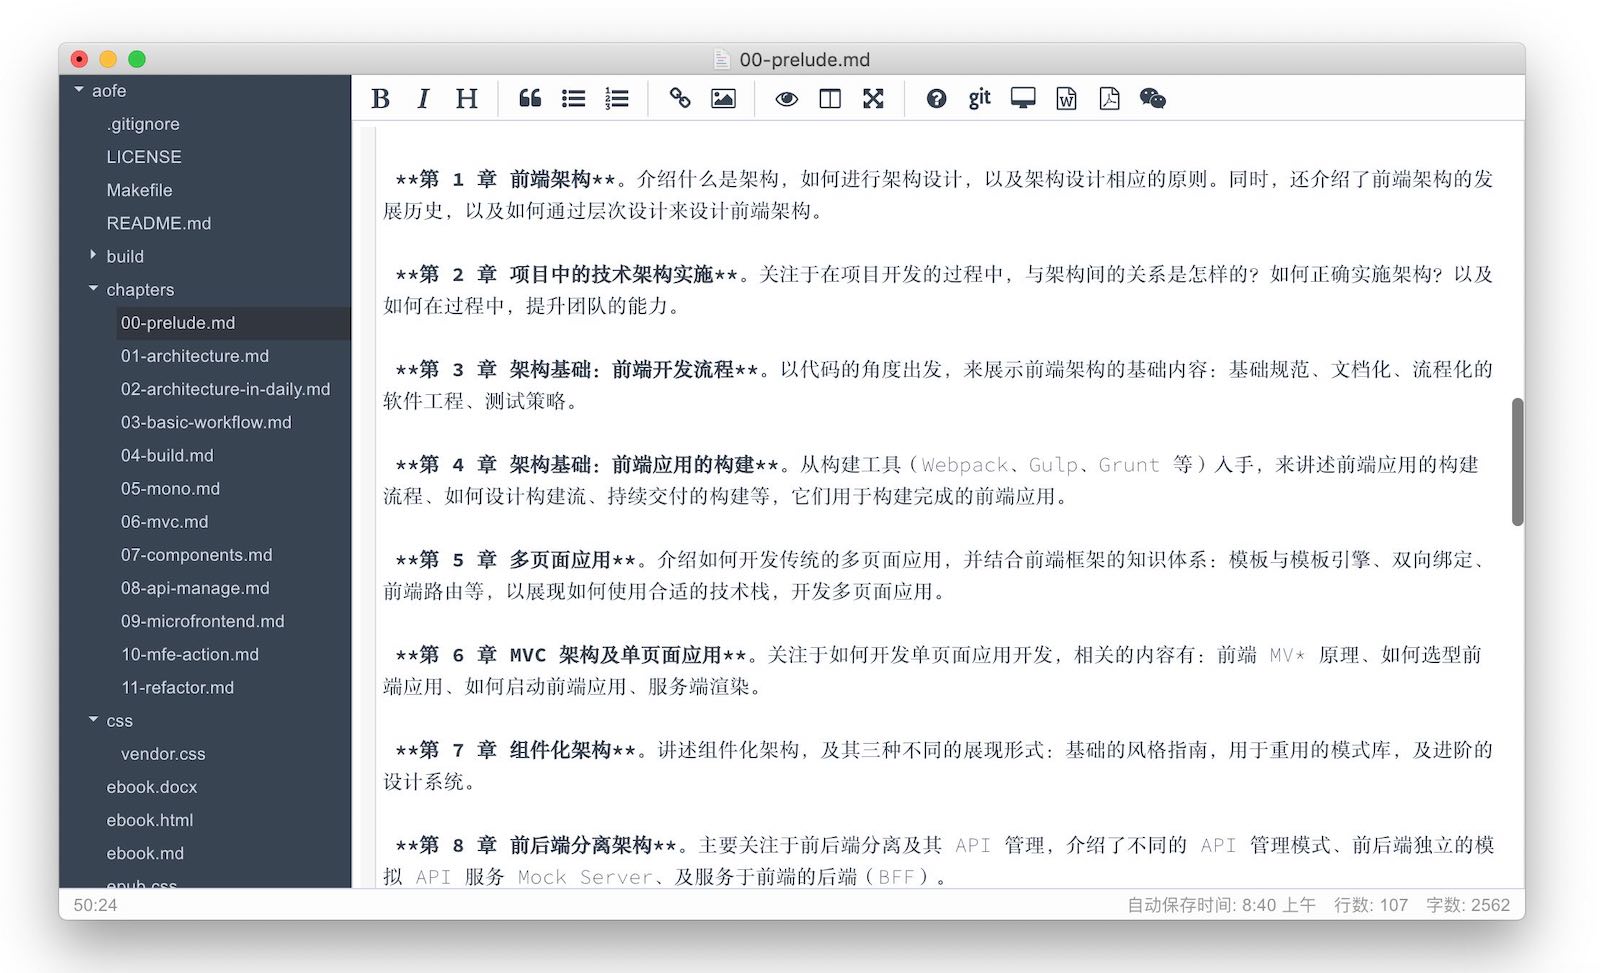 00-prelude.md
aofe
.gitignore
LICENSE
Makefile
README.md
build
chapters
00-prelude.md
01-architecture.md
02-architecture-in-daily.md
03-basic-workflow.md
04-build.md
05-mono.md
06-mvc.md
07-components.md
08-api-manage.md
09-microfrontend.md
10-mfe-action.md
11-refactor.md
css
vendor.css
ebook.docx
ebook.html
ebook.md
epub.css
B I H git
**第 1 章 前端架构**。介绍什么是架构，如何进行架构设计，以及架构设计相应的原则。同时，还介绍了前端架构的发
展历史，以及如何通过层次设计来设计前端架构。
**第 2 章 项目中的技术架构实施**。关注于在项目开发的过程中，与架构间的关系是怎样的？如何正确实施架构？以及
如何在过程中，提升团队的能力。
**第 3 章 架构基础：前端开发流程**。以代码的角度出发，来展示前端架构的基础内容：基础规范、文档化、流程化的
软件工程、测试策略。
**第 4 章 架构基础：前端应用的构建**。从构建工具（Webpack、Gulp、Grunt 等）入手，来讲述前端应用的构建
流程、如何设计构建流、持续交付的构建等，它们用于构建完成的前端应用。
**第 5 章 多页面应用**。介绍如何开发传统的多页面应用，并结合前端框架的知识体系：模板与模板引擎、双向绑定、
前端路由等，以展现如何使用合适的技术栈，开发多页面应用。
**第 6 章 MVC 架构及单页面应用**。关注于如何开发单页面应用开发，相关的内容有：前端 MV* 原理、如何选型前
端应用、如何启动前端应用、服务端渲染。
**第 7 章 组件化架构**。讲述组件化架构，及其三种不同的展现形式：基础的风格指南，用于重用的模式库，及进阶的
设计系统。
**第 8 章 前后端分离架构**。主要关注于前后端分离及其 API 管理，介绍了不同的 API 管理模式、前后端独立的模
拟 API 服务 Mock Server、及服务于前端的后端（BFF）。
50:24
自动保存时间: 8:40 上午 行数: 107 字数: 2562